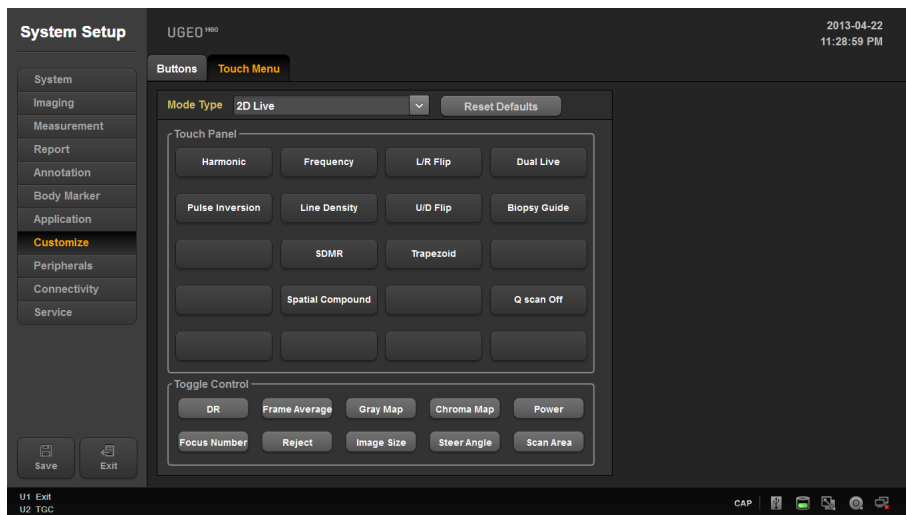 System Setup
UGEO H60
2013-04-22
11:28:59 PM
Buttons
Touch Menu
System
Imaging
Measurement
Report
Annotation
Body Marker
Application
Customize
Peripherals
Connectivity
Service
Mode Type 2D Live Reset Defaults
Touch Panel
Harmonic Frequency L/R Flip Dual Live
Pulse Inversion Line Density U/D Flip Biopsy Guide
SDMR Trapezoid
Spatial Compound Q scan Off
Toggle Control
DR Frame Average Gray Map Chroma Map Power
Focus Number Reject Image Size Steer Angle Scan Area
Save Exit
U1 Exit
U2 TGC
CAP